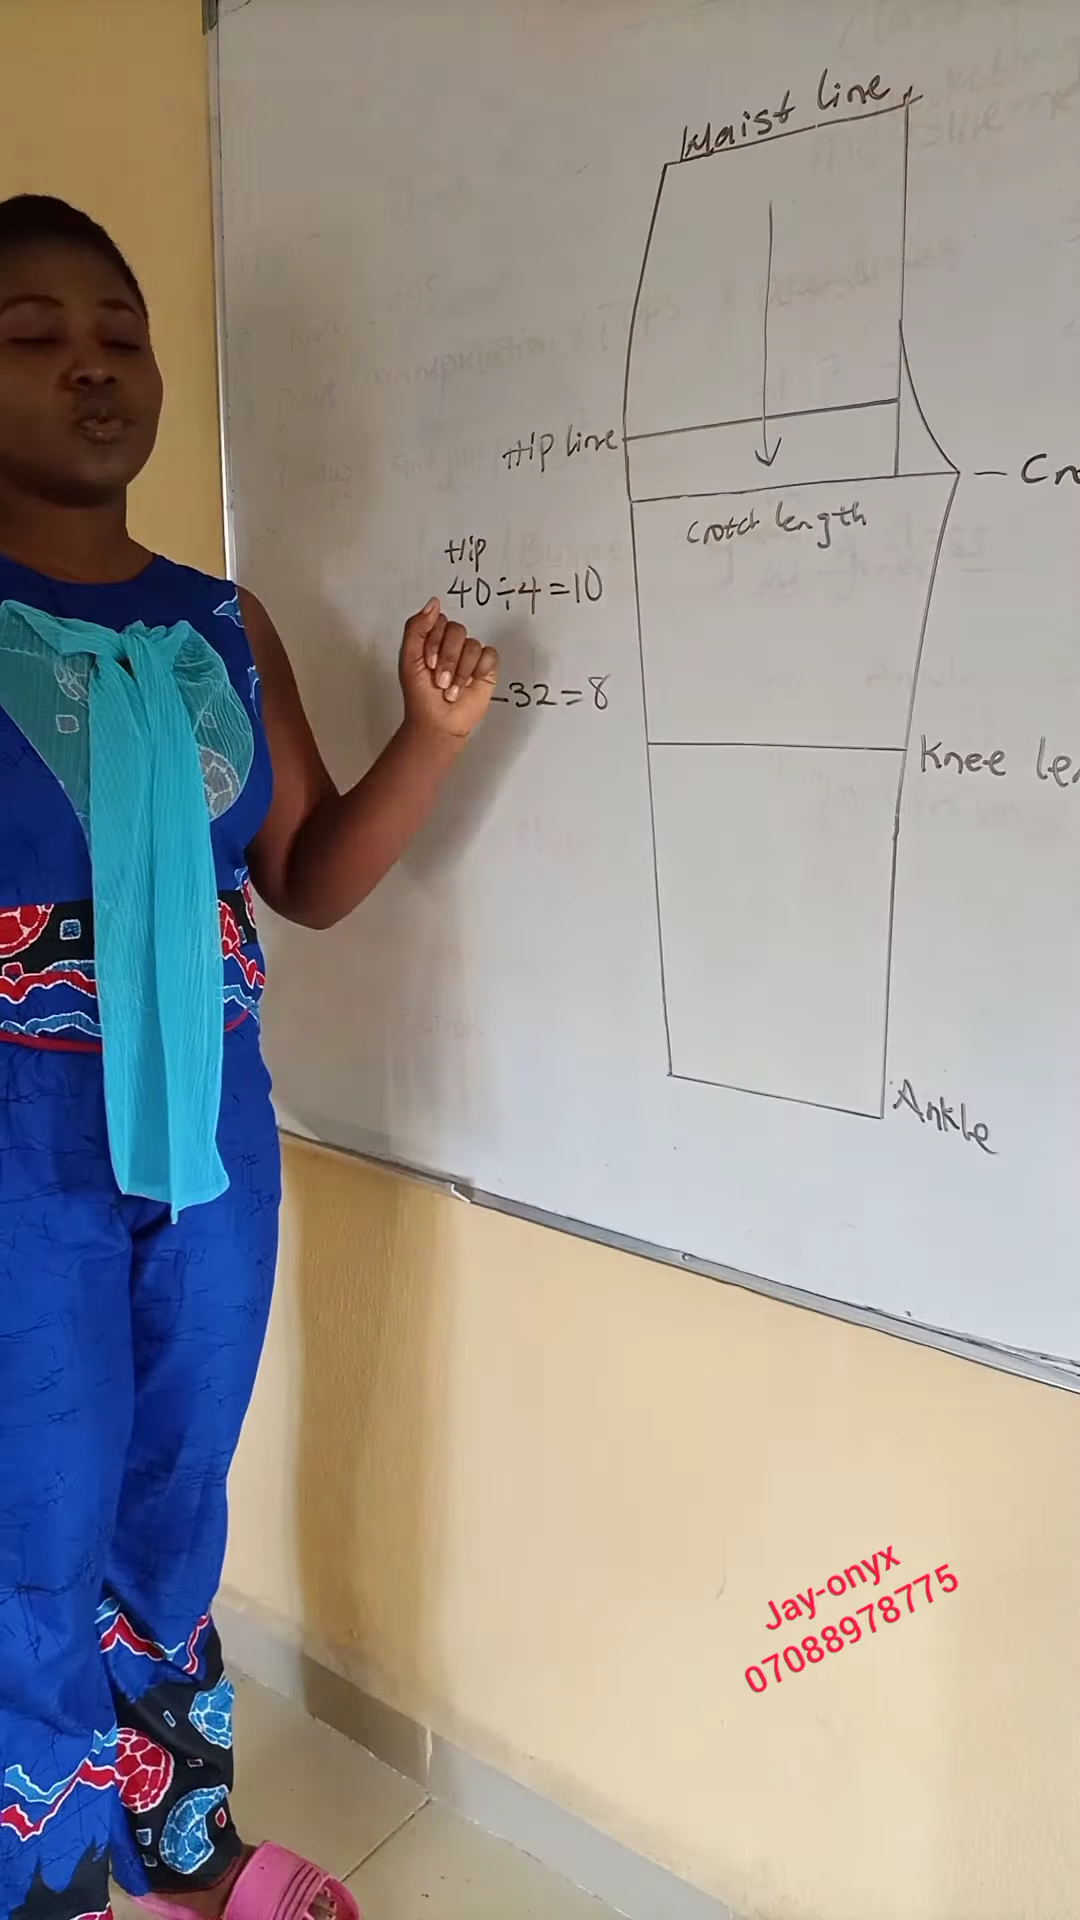 Waist line
Hip line
Crotch length
Hip
40÷4=10
-32=8
Ankle
Jay-onyx
07088978775
Knee